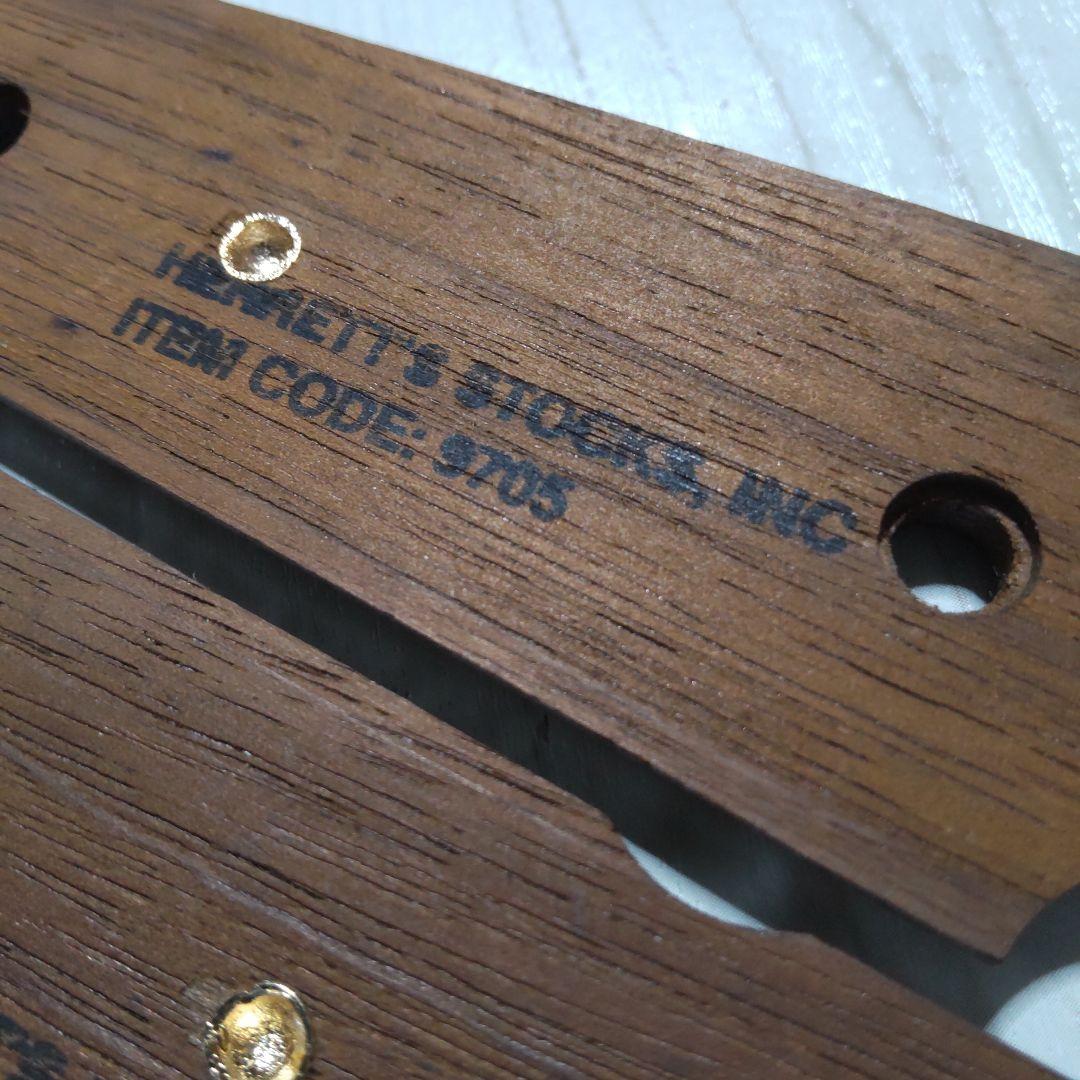 HERRETT'S STOCKS, INC
ITEM CODE: 9705